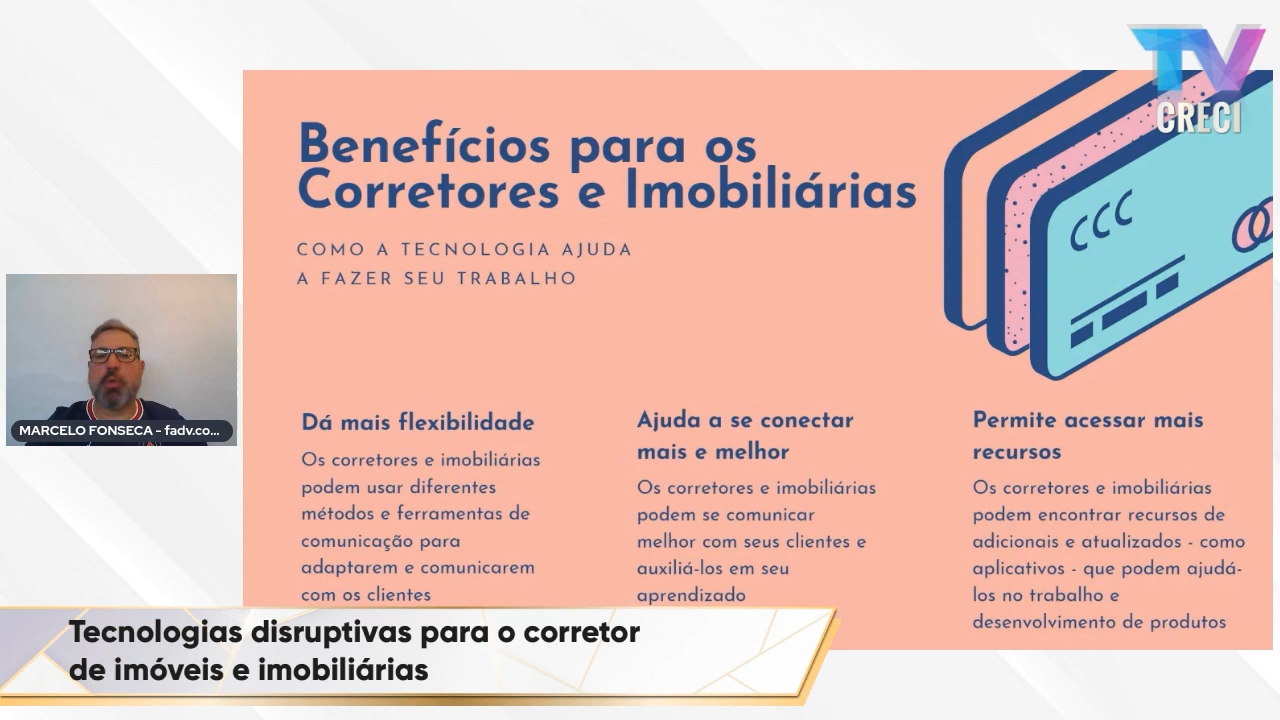 TV
CRECI
Benefícios para os
Corretores e Imobiliárias
COMO A TECNOLOGIA AJUDA
A FAZER SEU TRABALHO
CCC
MARCELO FONSECA - fadv.co...
Dá mais flexibilidade
Os corretores e imobiliárias
podem usar diferentes
métodos e ferramentas de
comunicação para
adaptarem e comunicarem
com os clientes
Ajuda a se conectar
mais e melhor
Os corretores e imobiliárias
podem se comunicar
melhor com seus clientes e
auxiliá-los em seu
aprendizado
Permite acessar mais
recursos
Os corretores e imobiliárias
podem encontrar recursos de
adicionais e atualizados - como
aplicativos - que podem ajudá-
los no trabalho e
desenvolvimento de produtos
Tecnologias disruptivas para o corretor
de imóveis e imobiliárias